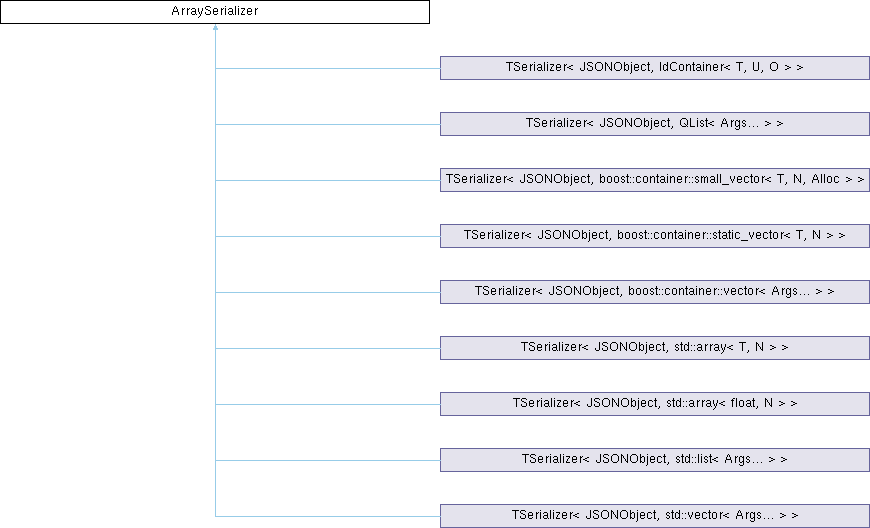 ArraySerializer
TSerializer< JSONObject, IdContainer< T, U, O > >
TSerializer< JSONObject, QList< Args... > >
TSerializer< JSONObject, boost::container::small_vector< T, N, Alloc > >
TSerializer< JSONObject, boost::container::static_vector< T, N > >
TSerializer< JSONObject, boost::container::vector< Args... > >
TSerializer< JSONObject, std::array< T, N > >
TSerializer< JSONObject, std::array< float, N > >
TSerializer< JSONObject, std::list< Args... > >
TSerializer< JSONObject, std::vector< Args... > >